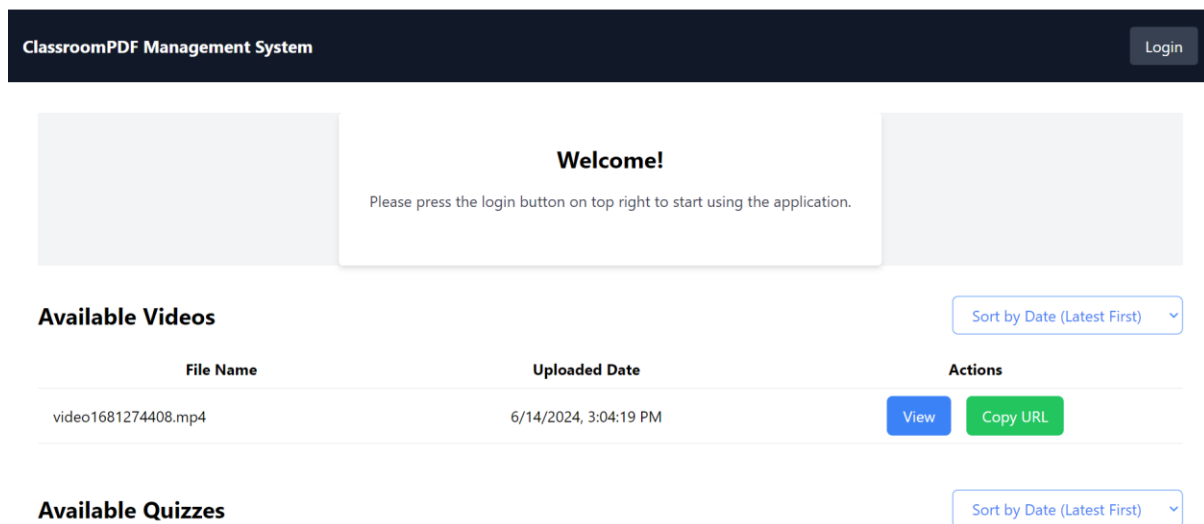 ClassroomPDF Management System
Login
Welcome!
Please press the login button on top right to start using the application.
Available Videos
Sort by Date (Latest First)
File Name Uploaded Date Actions
video1681274408.mp4 6/14/2024, 3:04:19 PM View Copy URL
Available Quizzes
Sort by Date (Latest First)